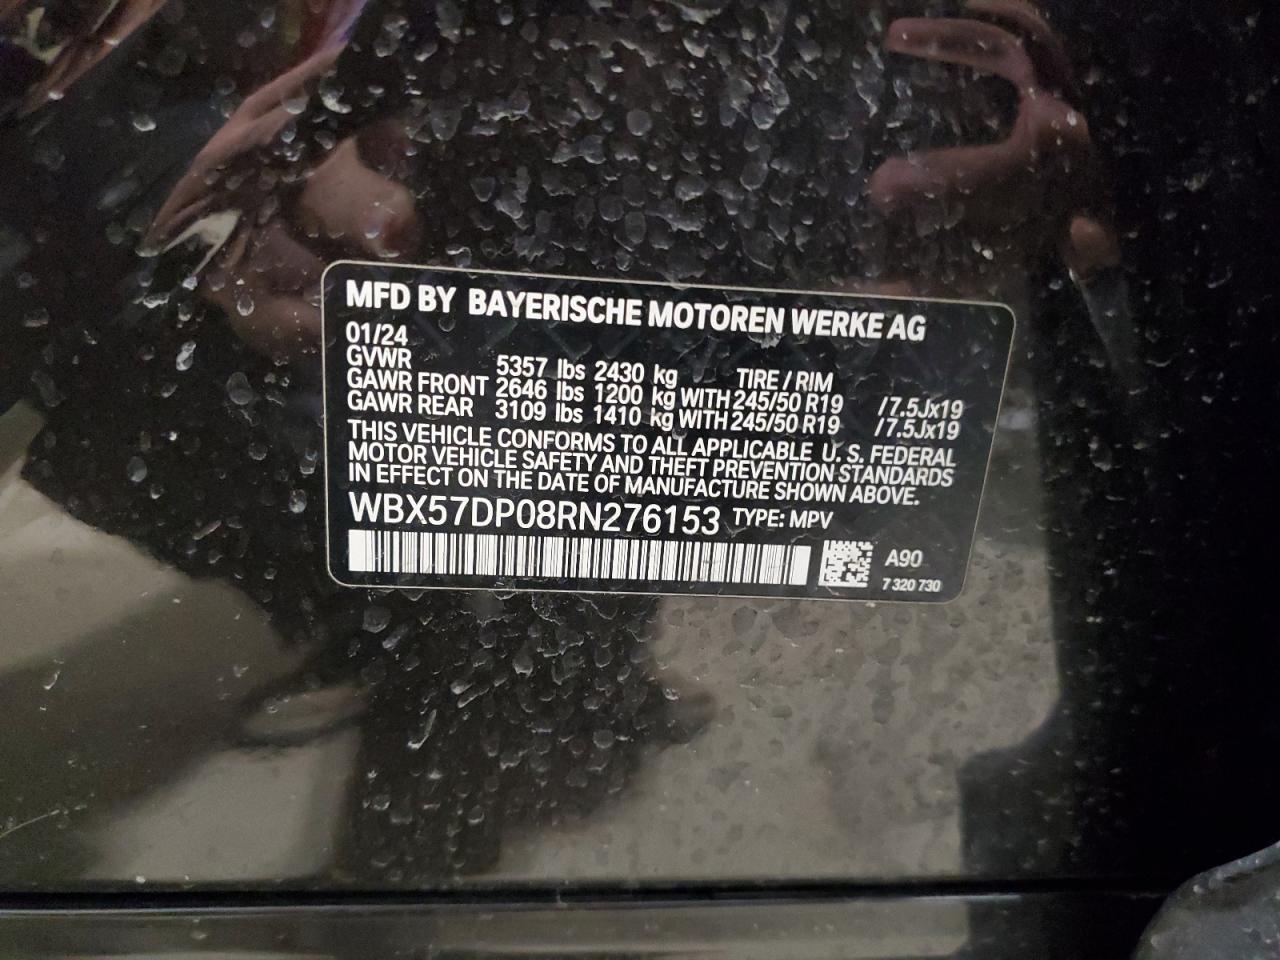 MFD BY BAYERISCHE MOTOREN WERKE AG
01/24
GVWR 5357 lbs 2430 kg TIRE / RIM
GAWR FRONT 2646 lbs 1200 kg WITH 245/50 R19 /7.5Jx19
GAWR REAR 3109 lbs 1410 kg WITH 245/50 R19 /7.5Jx19
THIS VEHICLE CONFORMS TO ALL APPLICABLE U. S. FEDERAL
MOTOR VEHICLE SAFETY AND THEFT PREVENTION STANDARDS
IN EFFECT ON THE DATE OF MANUFACTURE SHOWN ABOVE.
WBX57DP08RN276153 TYPE: MPV
A90
7 320 730